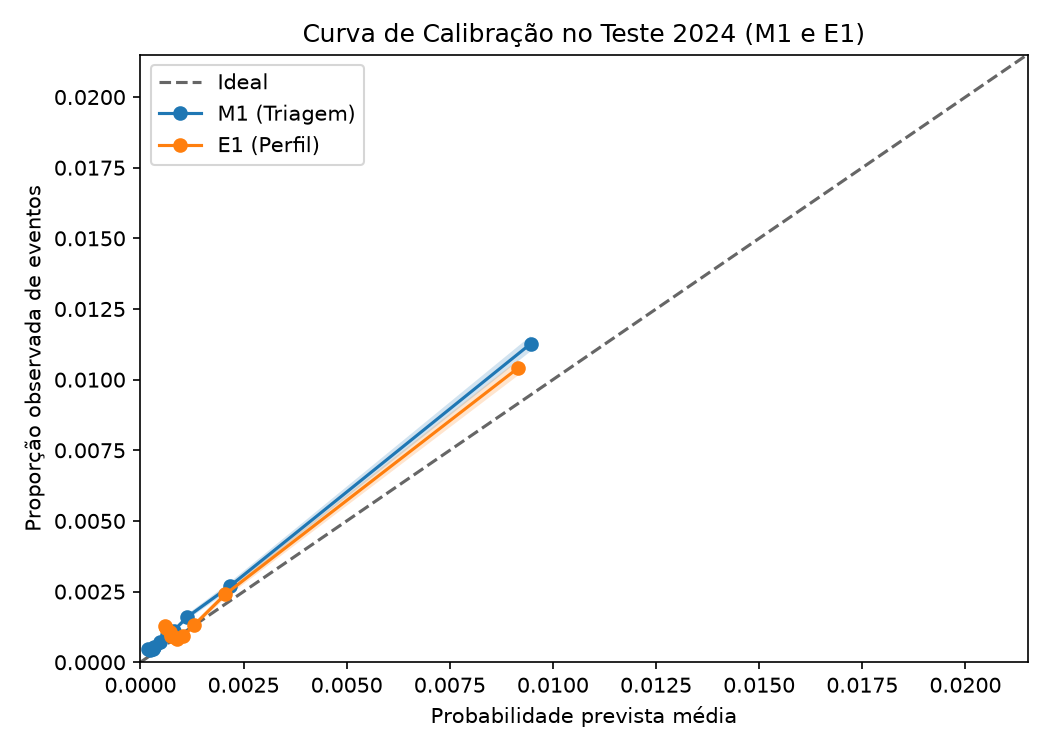 Curva de Calibração no Teste 2024 (M1 e E1)
Ideal
M1 (Triagem)
E1 (Perfil)
Proporção observada de eventos
0.0200
0.0175
0.0150
0.0125
0.0100
0.0075
0.0050
0.0025
0.0000
0.0000 0.0025 0.0050 0.0075 0.0100 0.0125 0.0150 0.0175 0.0200
Probabilidade prevista média